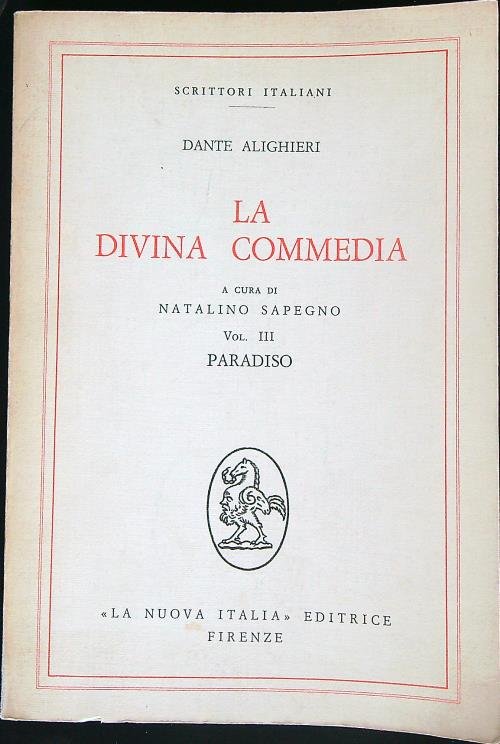 SCRITTORI ITALIANI
DANTE ALIGHIERI
LA
DIVINA COMMEDIA
A CURA DI
NATALINO SAPEGNO
VOL. III
PARADISO
«LA NUOVA ITALIA» EDITRICE
FIRENZE